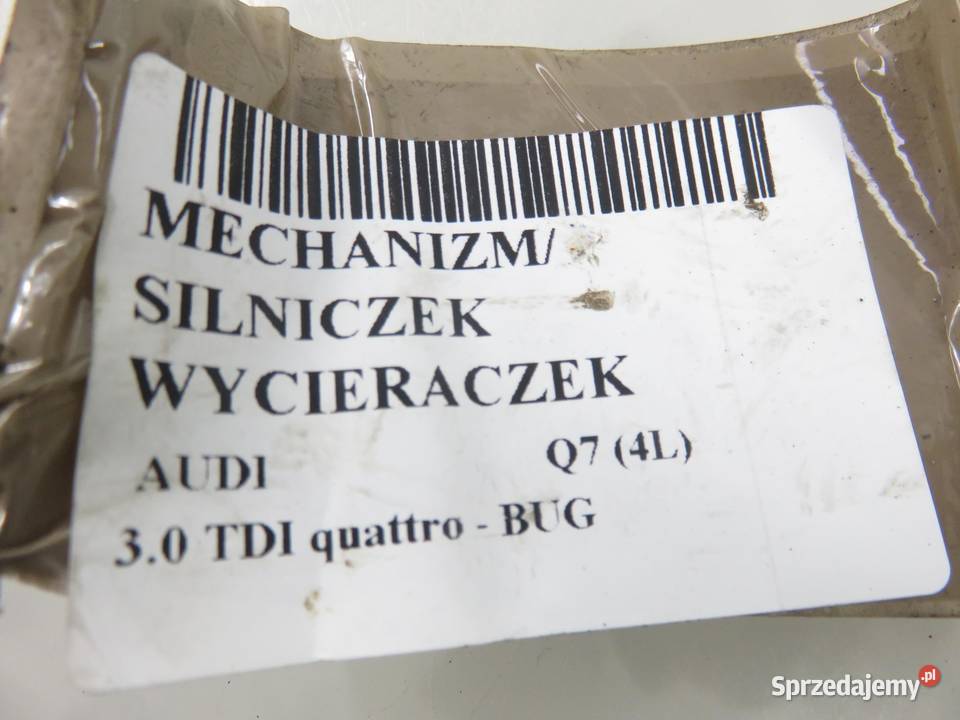 MECHANIZM/
SILNICZEK
WYCIERACZEK
AUDI Q7 (4L)
3.0 TDI quattro - BUG
Sprzedajemy.pl